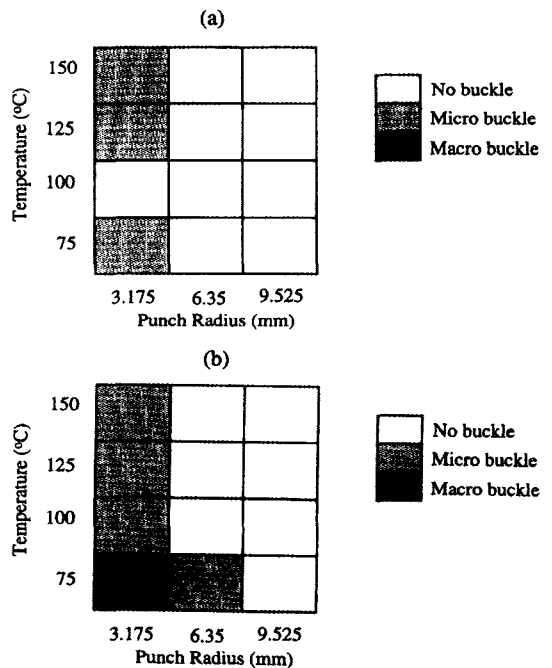 (a)
Temperature (°C)
150
125
100
75
3.175 6.35 9.525
Punch Radius (mm)
No buckle
Micro buckle
Macro buckle
(b)
Temperature (°C)
150
125
100
75
3.175 6.35 9.525
Punch Radius (mm)
No buckle
Micro buckle
Macro buckle